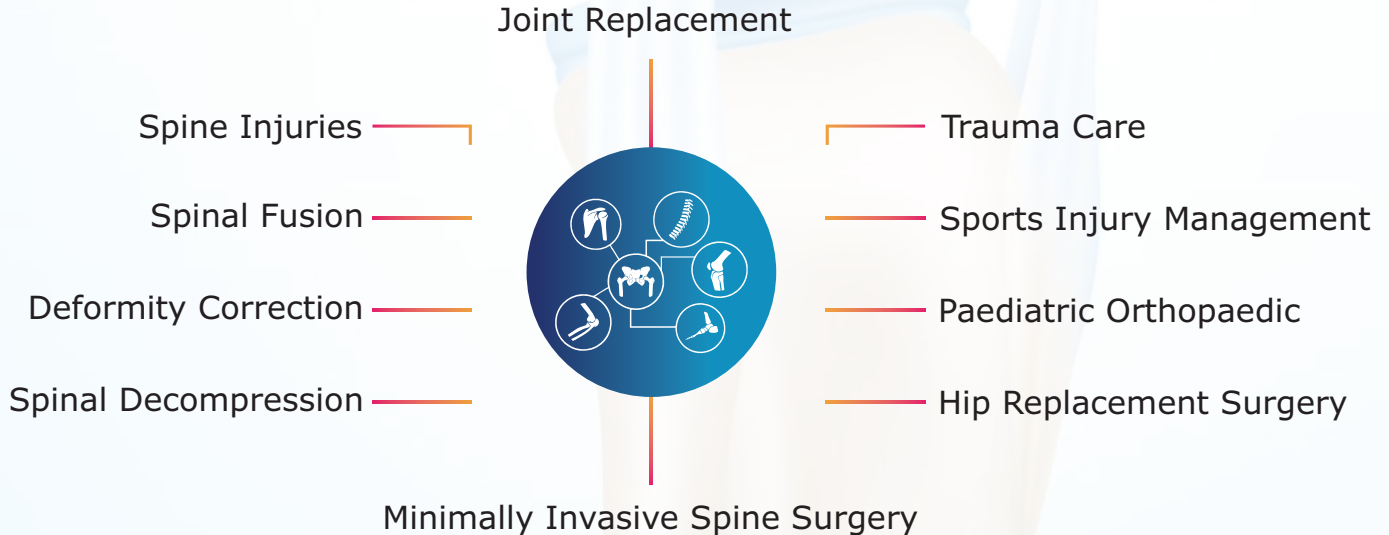 Joint Replacement
Spine Injuries
Trauma Care
Spinal Fusion
Sports Injury Management
Deformity Correction
Paediatric Orthopaedic
Spinal Decompression
Hip Replacement Surgery
Minimally Invasive Spine Surgery